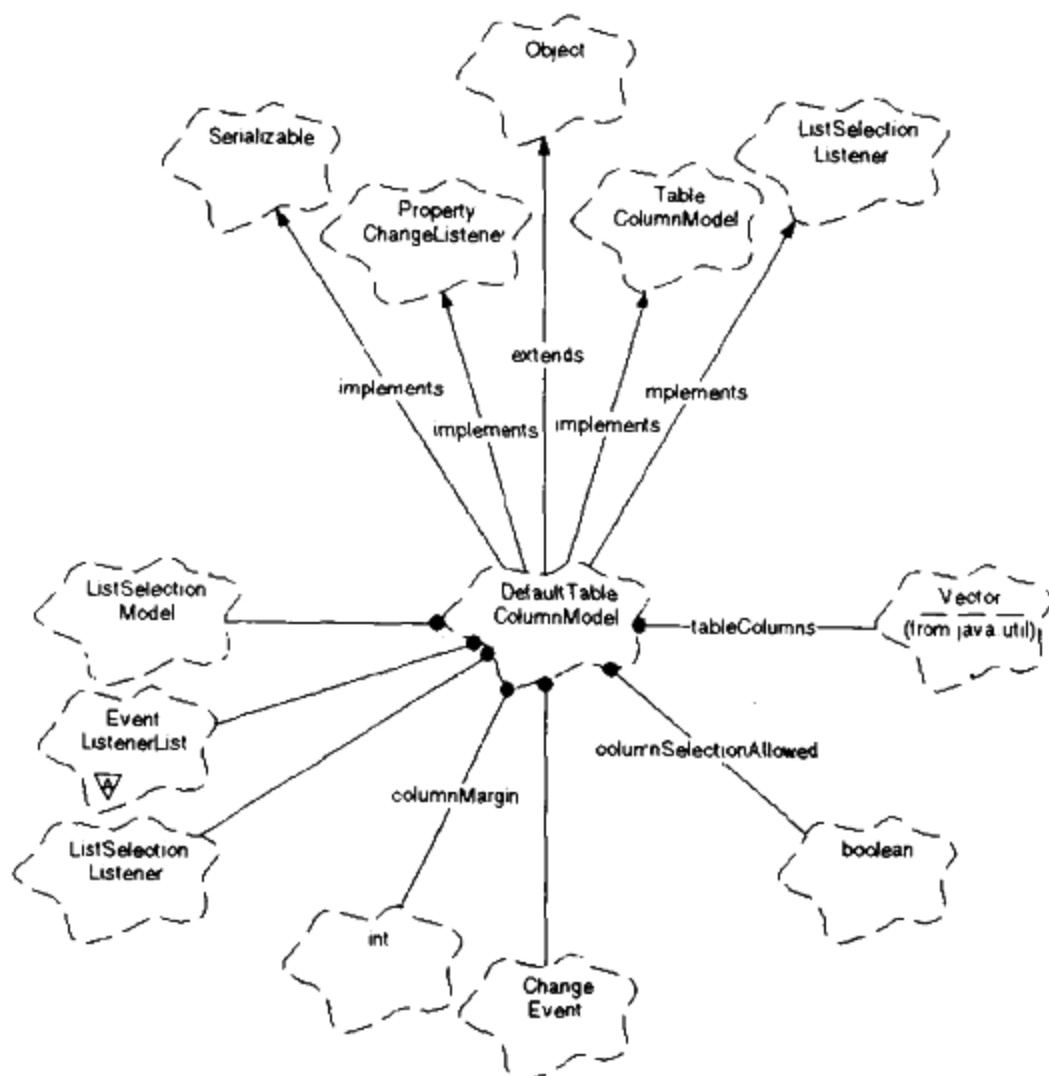 Object
Serializable
ListSelection
Listener
Property
ChangeListener
Table
ColumnModel
extends
implements
mplements
implements
implements
ListSelection
Model
DefaultTable
ColumnModel
tableColumns
Vector
(from java.util)
Event
ListenerList
A
columnSelectionAllowed
columnMargin
ListSelection
Listener
boolean
int
Change
Event